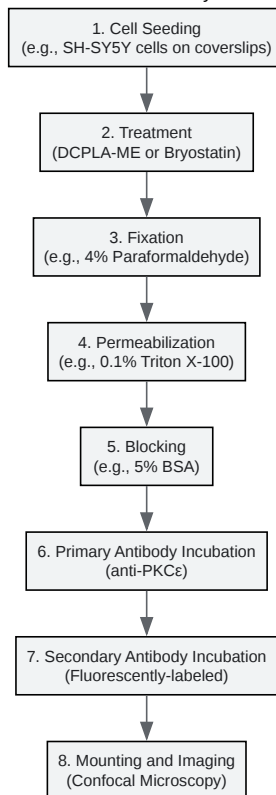 1. Cell Seeding
(e.g., SH-SY5Y cells on coverslips)
2. Treatment
(DCPLA-ME or Bryostatin)
3. Fixation
(e.g., 4% Paraformaldehyde)
4. Permeabilization
(e.g., 0.1% Triton X-100)
5. Blocking
(e.g., 5% BSA)
6. Primary Antibody Incubation
(anti-PKCε)
7. Secondary Antibody Incubation
(Fluorescently-labeled)
8. Mounting and Imaging
(Confocal Microscopy)